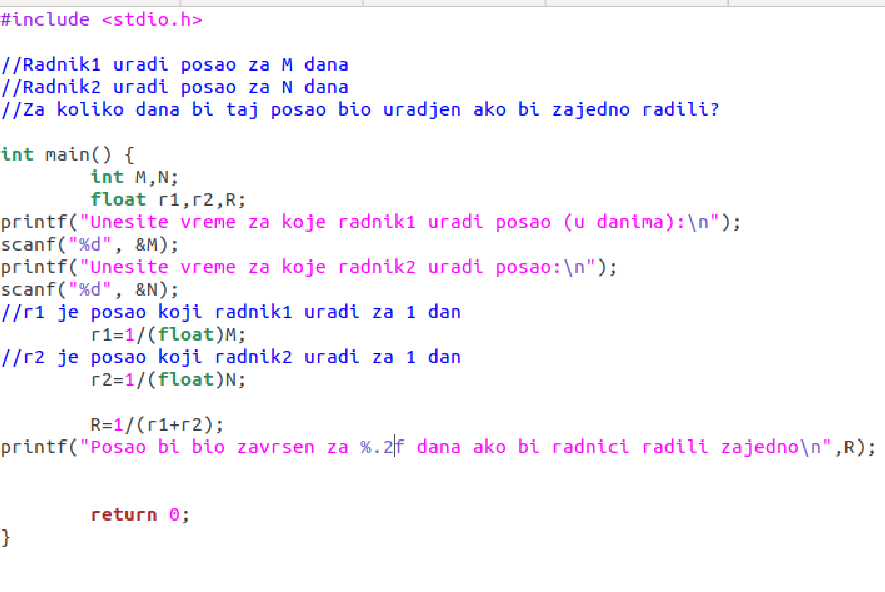 #include <stdio.h>
//Radnik1 uradi posao za M dana
//Radnik2 uradi posao za N dana
//Za koliko dana bi taj posao bio uradjen ako bi zajedno radili?
int main() {
int M,N;
float r1,r2,R;
printf("Unesite vreme za koje radnik1 uradi posao (u danima):\n");
scanf("%d", &M);
printf("Unesite vreme za koje radnik2 uradi posao:\n");
scanf("%d", &N);
//r1 je posao koji radnik1 uradi za 1 dan
r1=1/(float)M;
//r2 je posao koji radnik2 uradi za 1 dan
r2=1/(float)N;
R=1/(r1+r2);
printf("Posao bi bio zavrsen za %.2f dana ako bi radnici radili zajedno\n",R);
return 0;
}